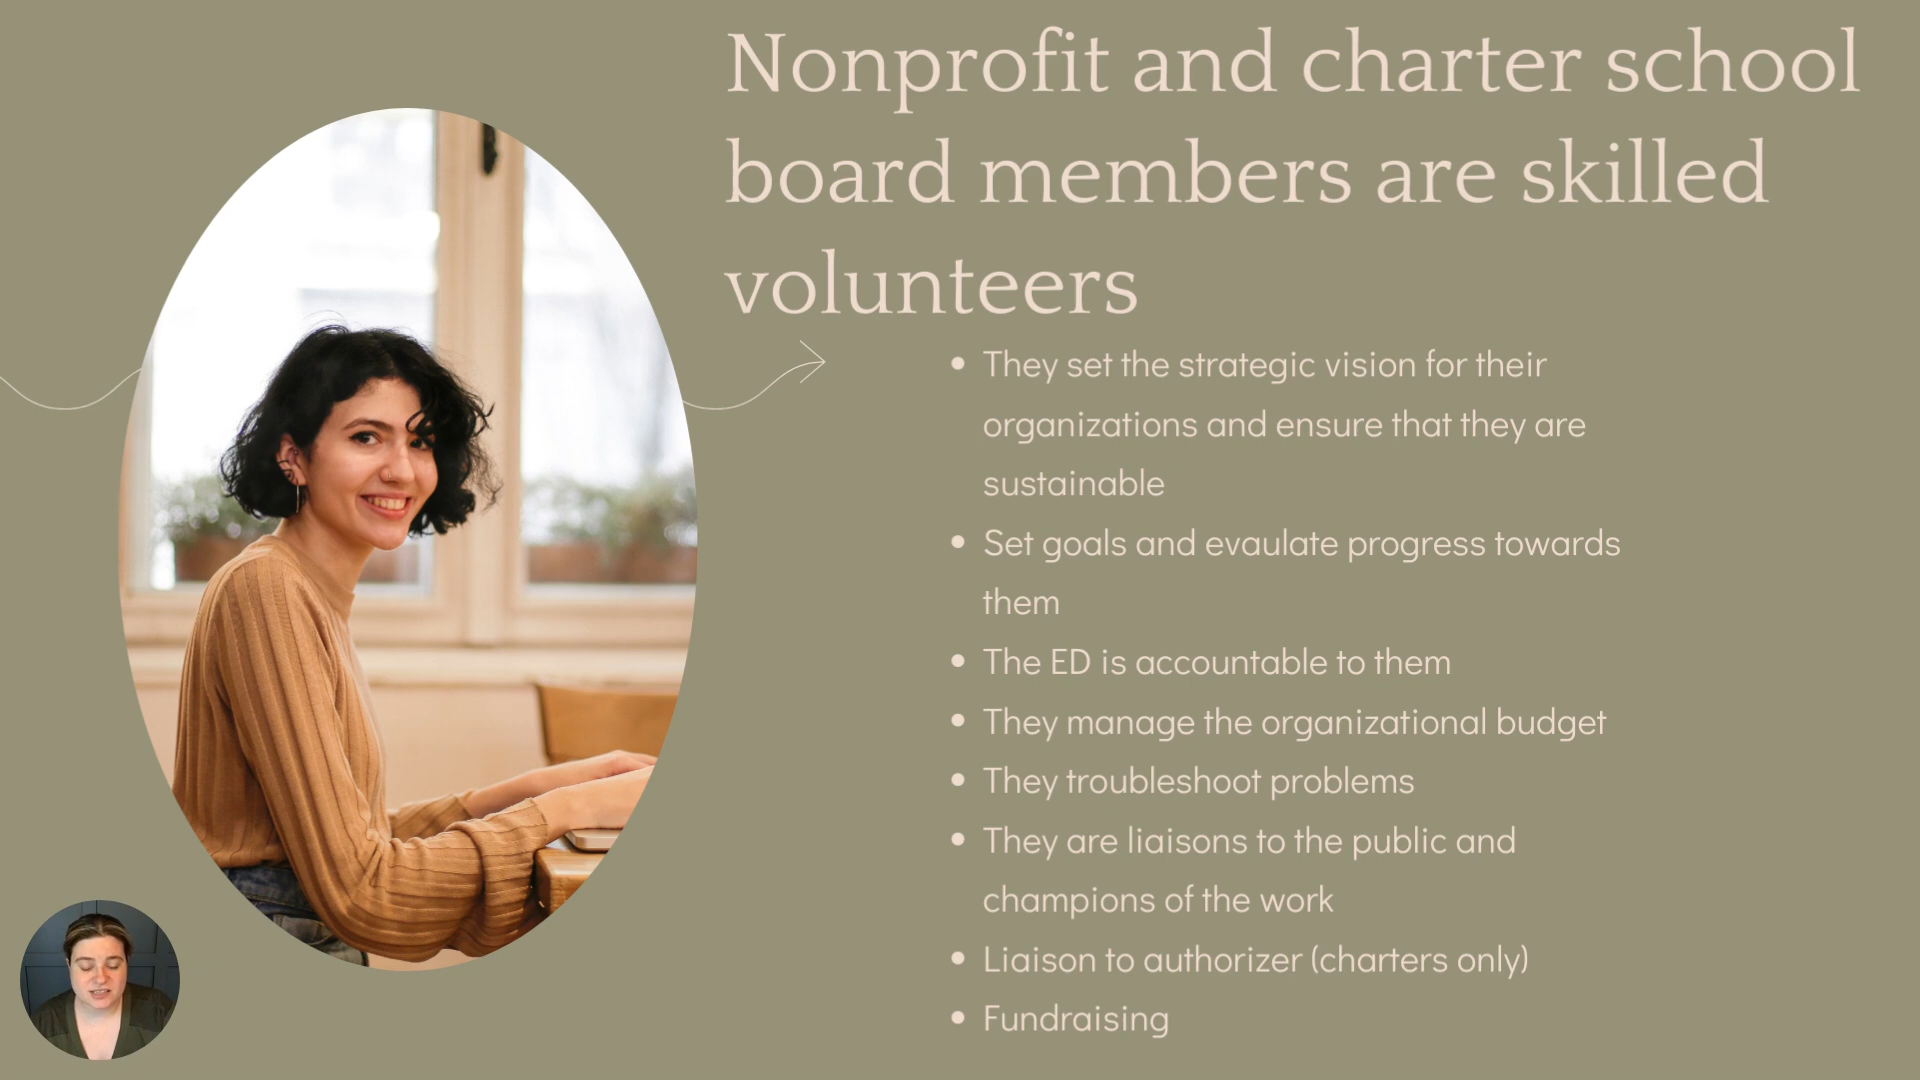 Nonprofit and charter school
board members are skilled
volunteers
• They set the strategic vision for their
organizations and ensure that they are
sustainable
• Set goals and evaulate progress towards
them
• The ED is accountable to them
• They manage the organizational budget
• They troubleshoot problems
• They are liaisons to the public and
champions of the work
• Liaison to authorizer (charters only)
• Fundraising